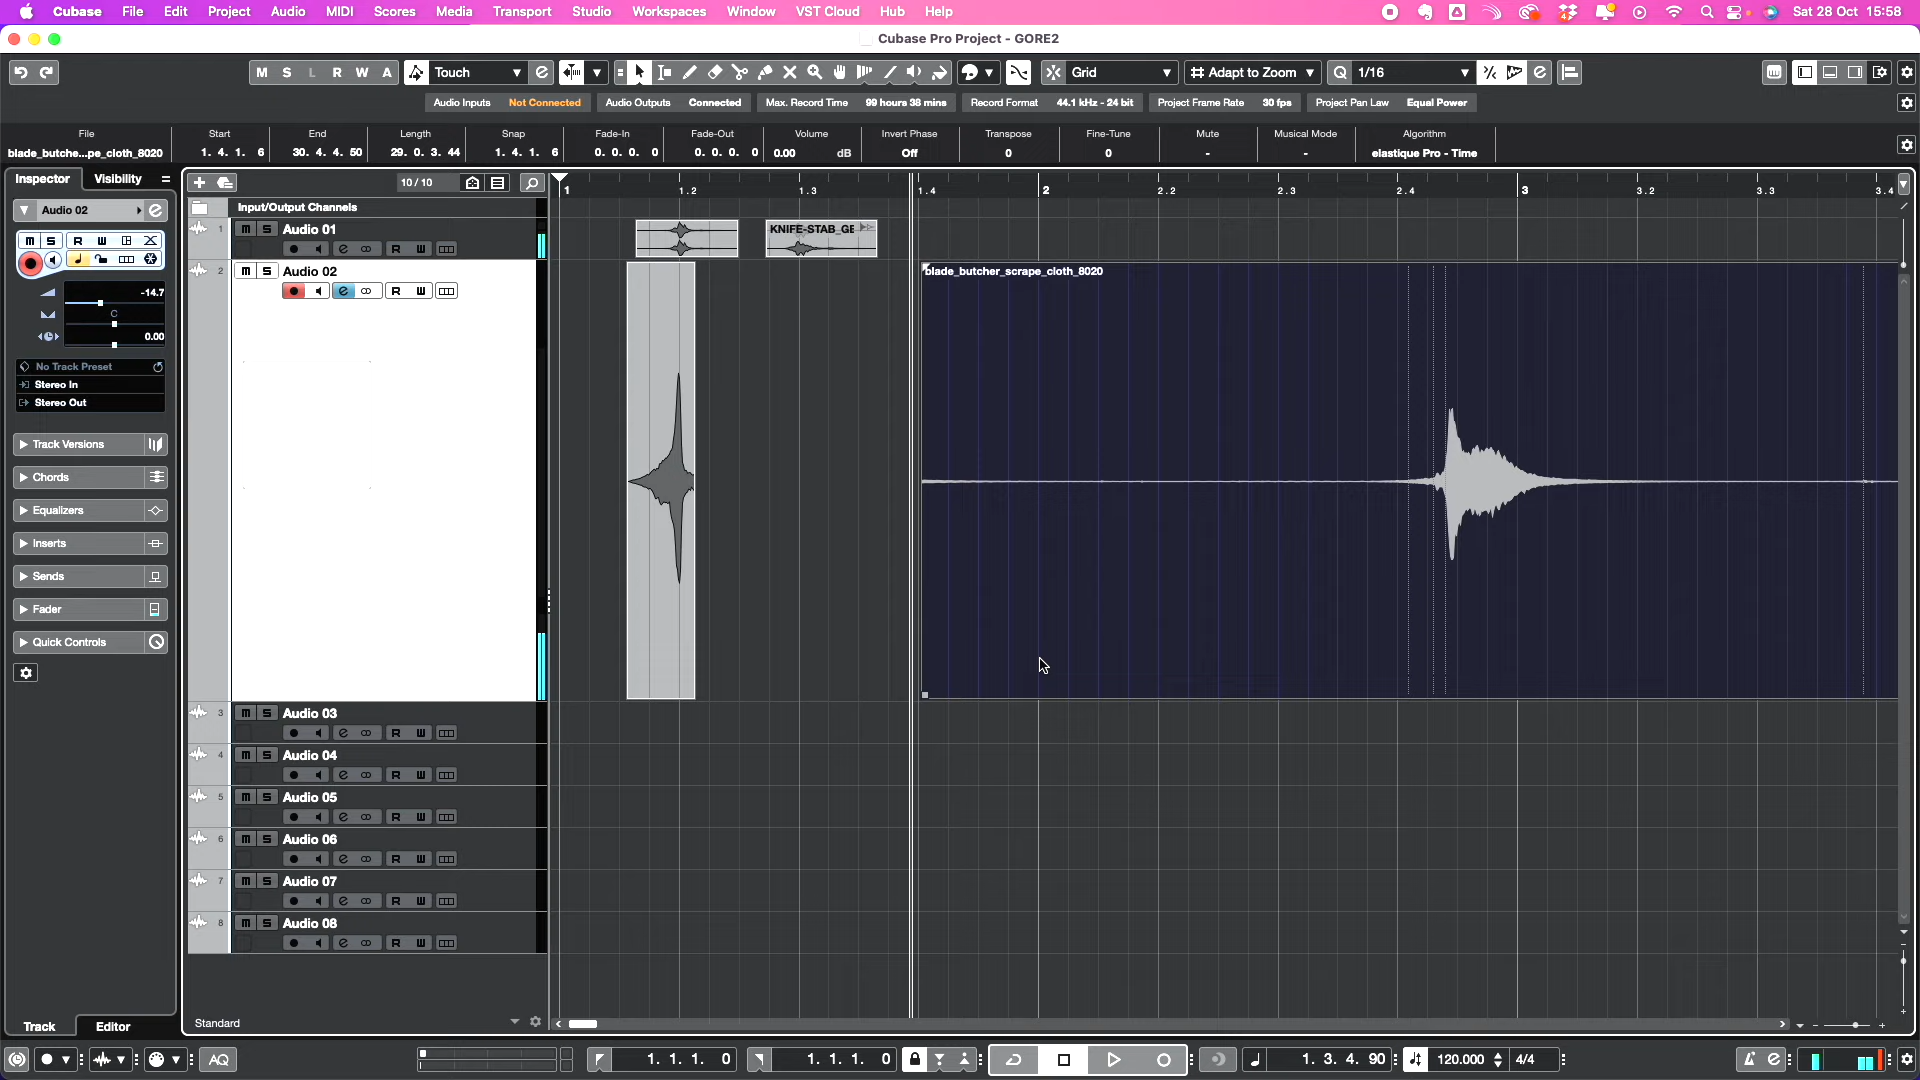 Cubase File Edit Project Audio MIDI Scores Media Transport Studio Workspaces Window VST Cloud Hub Help Sat 28 Oct 15:58
Cubase Pro Project - GORE2
M S L R W A Touch Grid Adapt to Zoom Q 1/16
Audio Inputs Not Connected Audio Outputs Connected Max. Record Time 99 hours 38 mins Record Format 44.1 kHz - 24 bit Project Frame Rate 30 fps Project Pan Law Equal Power
File Start End Length Snap Fade-In Fade-Out Volume Invert Phase Transpose Fine-Tune Mute Musical Mode Algorithm
blade_butche...pe_cloth_8020 1. 4. 1. 6 30. 4. 4. 50 29. 0. 3. 44 1. 4. 1. 6 0. 0. 0. 0 0. 0. 0. 0 0.00 dB Off 0 0 - - elastique Pro - Time
Inspector Visibility 10 / 10 1 1.2 1.3 1.4 2 2.2 2.3 2.4 3 3.2 3.3 3.4
Audio 02 Input/Output Channels
1 m S Audio 01 KNIFE-STAB_GE
R W
m S R W
2 m S Audio 02 blade_butcher_scrape_cloth_8020
R W
-14.7
C
0.00
No Track Preset
Stereo In
Stereo Out
Track Versions
Chords
Equalizers
Inserts
Sends
Fader
Quick Controls
3 m S Audio 03
R W
4 m S Audio 04
R W
5 m S Audio 05
R W
6 m S Audio 06
R W
7 m S Audio 07
R W
8 m S Audio 08
R W
Track Editor Standard
AQ 1. 1. 1. 0 1. 1. 1. 0 1. 3. 4. 90 120.000 4/4